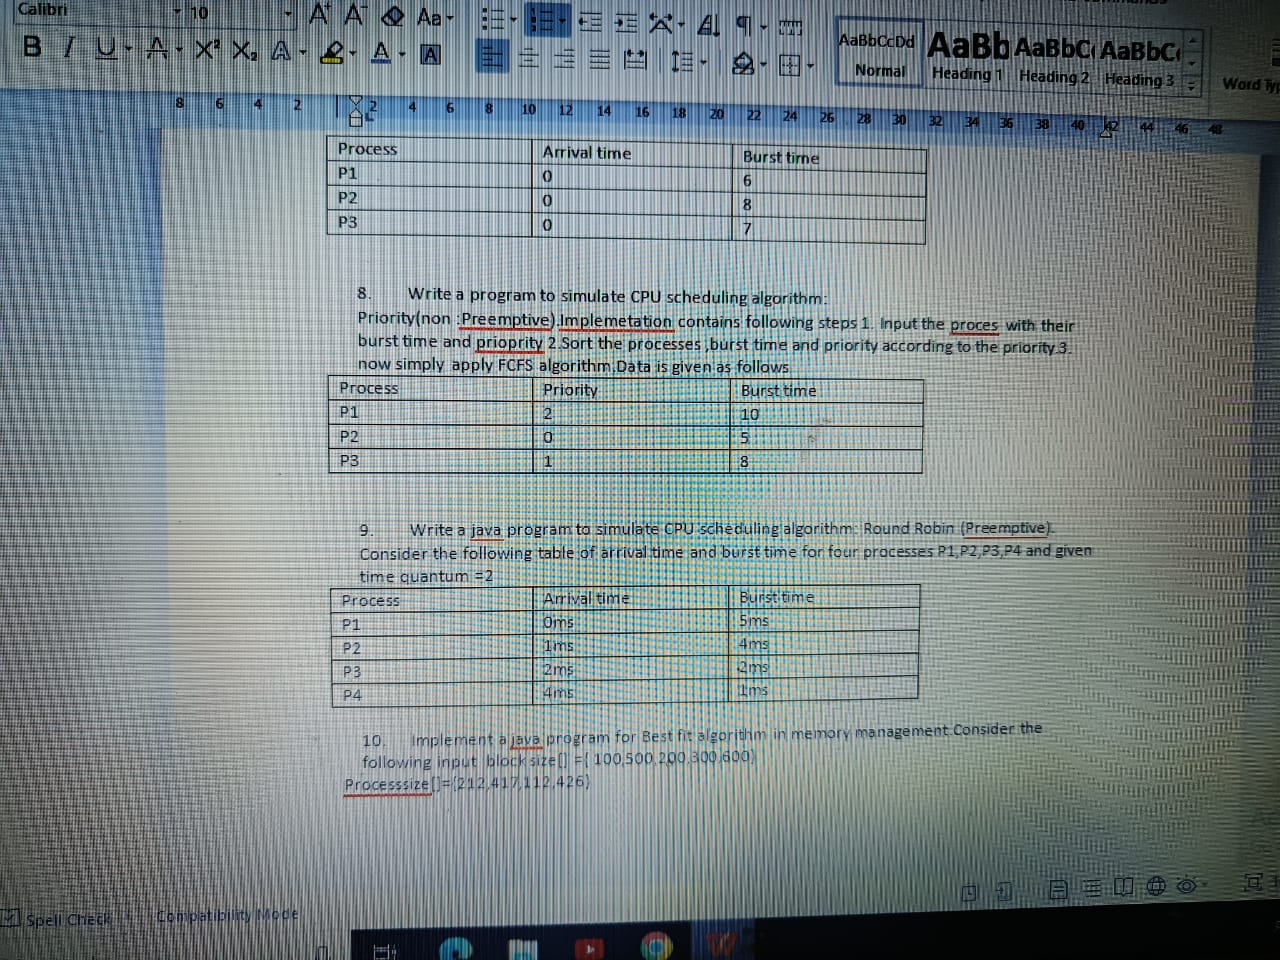 Calibri 10 A+ A- Aa
B I U A X² X₂ A A A
AaBbCcDd AaBb AaBbC AaBbC
Normal Heading 1 Heading 2 Heading 3
8 6 4 2 2 4 6 8 10 12 14 16 18 20 22 24 26 28 30 32 34 36 38 40 42 44 46 48
Process Arrival time Burst time
P1 0 6
P2 0 8
P3 0 7
8. Write a program to simulate CPU scheduling algorithm:
Priority(non :Preemptive).Implemetation contains following steps 1. Input the proces with their
burst time and prioprity 2.Sort the processes ,burst time and priority according to the priority.3.
now simply apply FCFS algorithm.Data is given as follows
Process Priority Burst time
P1 2 10
P2 0 5
P3 1 8
9. Write a java program to simulate CPU scheduling algorithm: Round Robin (Preemptive).
Consider the following table of arrival time and burst time for four processes P1,P2,P3,P4 and given
time quantum =2
Process Arrival time Burst time
P1 0ms 5ms
P2 1ms 4ms
P3 2ms 2ms
P4 4ms 1ms
10. Implement a java program for Best fit algorithm in memory management.Consider the
following input block size[] ={ 100,500,200,300,600}
Processsize[]={212,417,112,426}
Spell Check Compatibility Mode